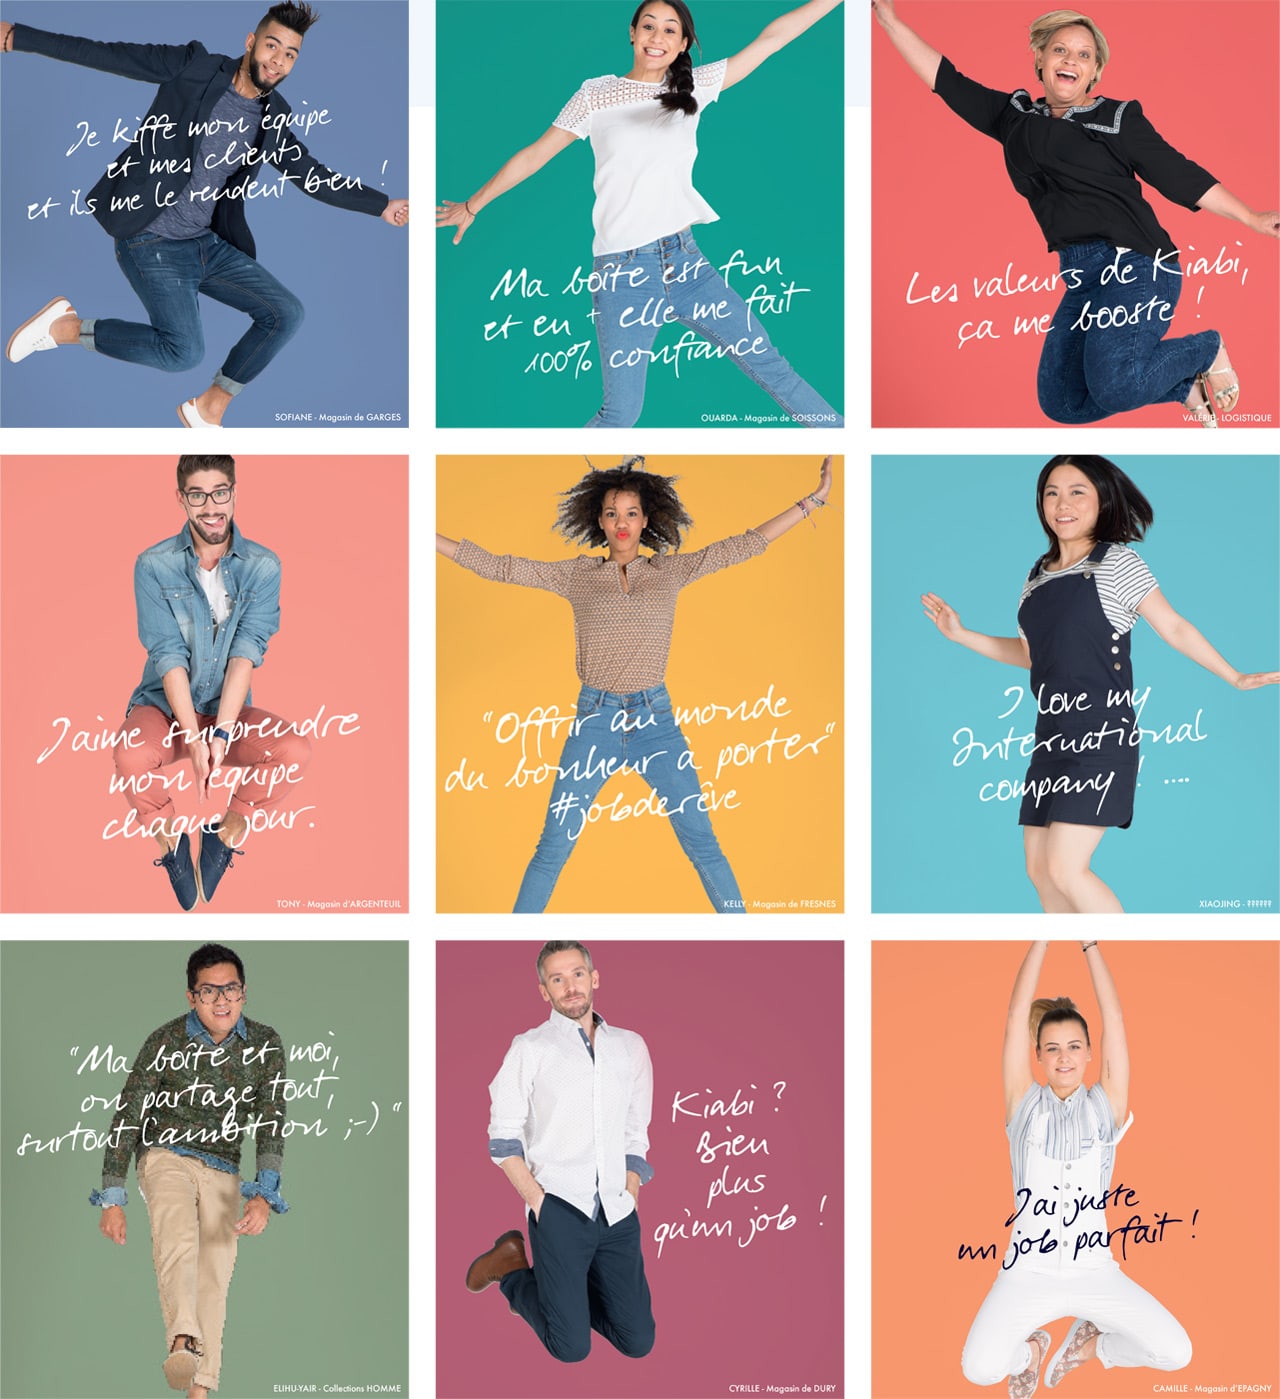 Je kiffe mon équipe
et mes clients
et ils me le rendent bien !
SOFIANE - Magasin de GARGES
Ma boîte est fun
et en + elle me fait
100% confiance
OUARDA - Magasin de SOISSONS
Les valeurs de Kiabi,
ça me booste !
VALÉRIE - LOGISTIQUE
J'aime surprendre
mon équipe
chaque jour.
TONY - Magasin d'ARGENTEUIL
"Offrir au monde
du bonheur à porter"
#jobderêve
KELLY - Magasin de FRESNES
I love my
International
company ! ....
XIAOJING - ??????
"Ma boîte et moi,
on partage tout,
surtout l'ambition ;-) "
ELIHU-YAIR - Collections HOMME
Kiabi ?
Bien
plus
qu'un job !
CYRILLE - Magasin de DURY
J'ai juste
un job parfait !
CAMILLE - Magasin d'EPAGNY